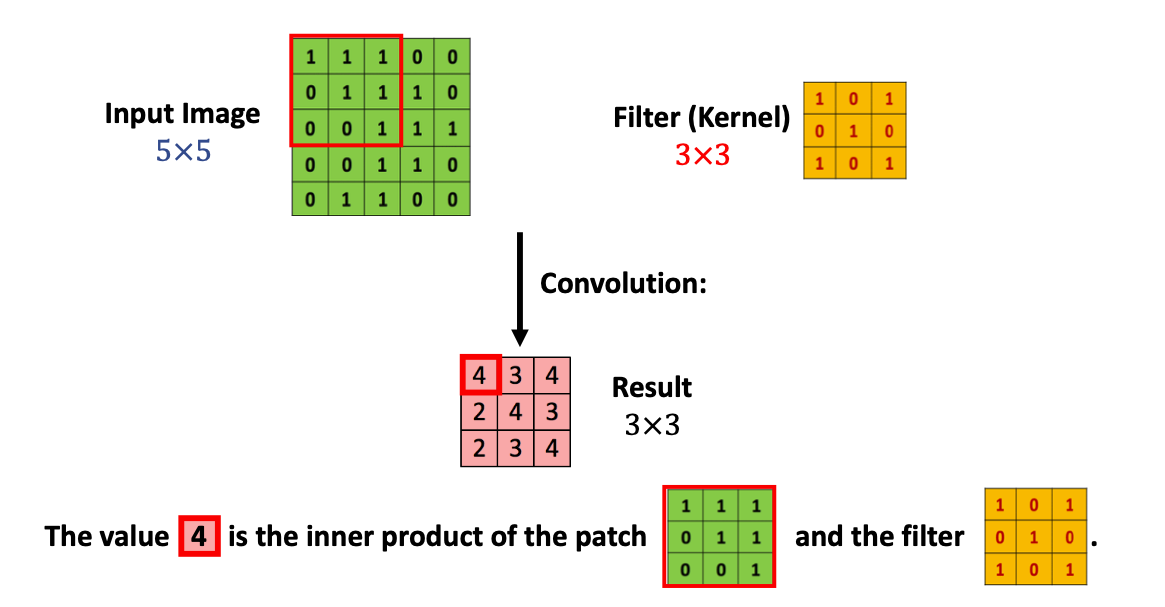 Input Image
5×5
1 1 1 0 0
0 1 1 1 0
0 0 1 1 1
0 0 1 1 0
0 1 1 0 0
Filter (Kernel)
3×3
1 0 1
0 1 0
1 0 1
Convolution:
4 3 4
2 4 3
2 3 4
Result
3×3
The value 4 is the inner product of the patch
1 1 1
0 1 1
0 0 1
and the filter
1 0 1
0 1 0
1 0 1
.